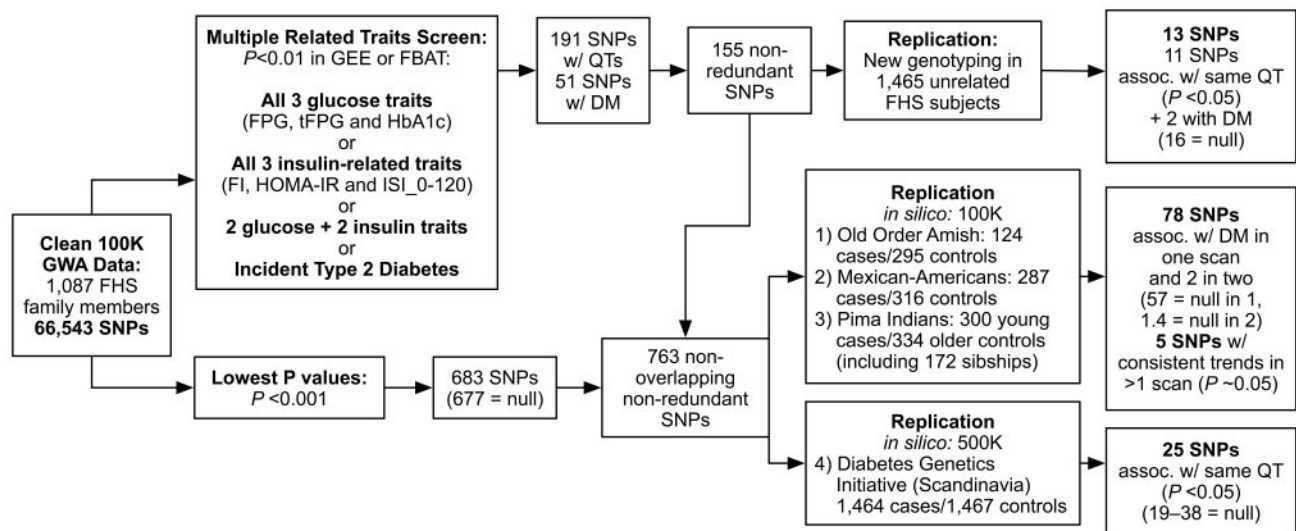 Clean 100K
GWA Data:
1,087 FHS
family members
66,543 SNPs
Multiple Related Traits Screen:
P<0.01 in GEE or FBAT:
All 3 glucose traits
(FPG, tFPG and HbA1c)
or
All 3 insulin-related traits
(FI, HOMA-IR and ISI_0-120)
or
2 glucose + 2 insulin traits
or
Incident Type 2 Diabetes
191 SNPs
w/ QTs
51 SNPs
w/ DM
155 non-
redundant
SNPs
Replication:
New genotyping in
1,465 unrelated
FHS subjects
13 SNPs
11 SNPs
assoc. w/ same QT
(P <0.05)
+ 2 with DM
(16 = null)
Lowest P values:
P <0.001
683 SNPs
(677 = null)
763 non-
overlapping
non-redundant
SNPs
Replication
in silico: 100K
1) Old Order Amish: 124
cases/295 controls
2) Mexican-Americans: 287
cases/316 controls
3) Pima Indians: 300 young
cases/334 older controls
(including 172 sibships)
78 SNPs
assoc. w/ DM in
one scan
and 2 in two
(57 = null in 1,
1.4 = null in 2)
5 SNPs w/
consistent trends in
>1 scan (P ~0.05)
Replication
in silico: 500K
4) Diabetes Genetics
Initiative (Scandinavia)
1,464 cases/1,467 controls
25 SNPs
assoc. w/ same QT
(P <0.05)
(19–38 = null)